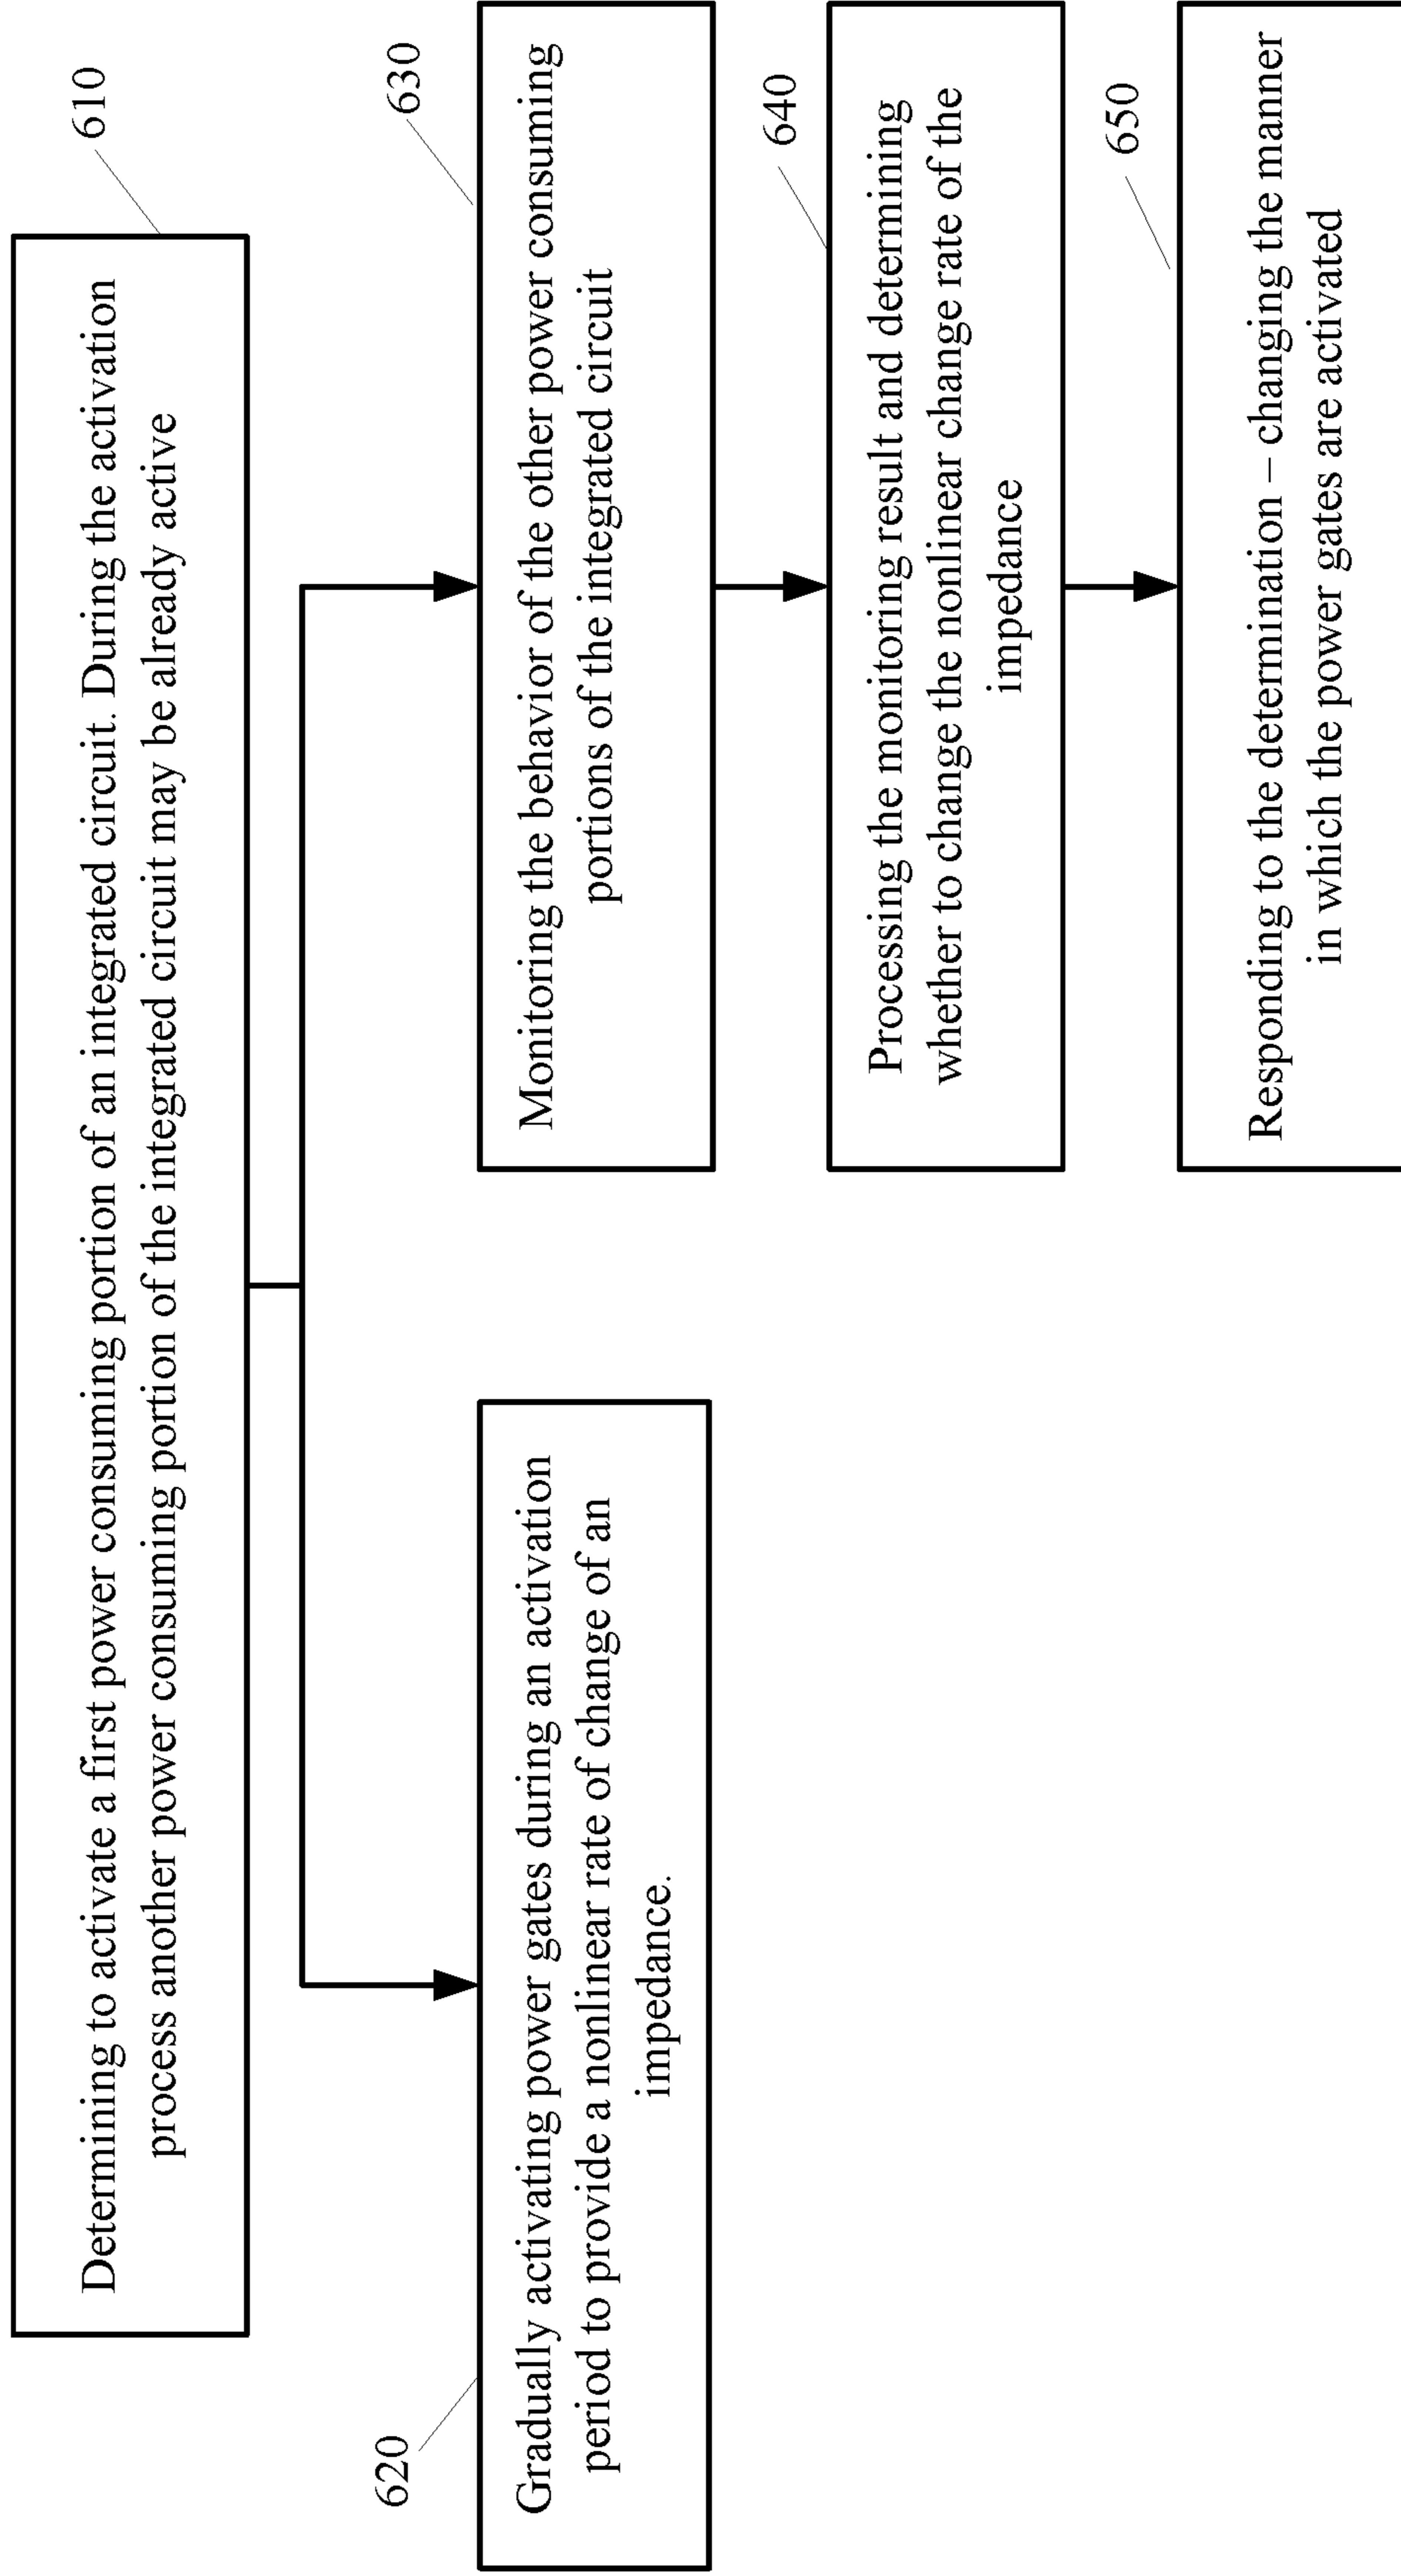 610
Determining to activate a first power consuming portion of an integrated circuit. During the activation
process another power consuming portion of the integrated circuit may be already active
620
Gradually activating power gates during an activation
period to provide a nonlinear rate of change of an
impedance.
630
Monitoring the behavior of the other power consuming
portions of the integrated circuit
640
Processing the monitoring result and determining
whether to change the nonlinear change rate of the
impedance
650
Responding to the determination – changing the manner
in which the power gates are activated